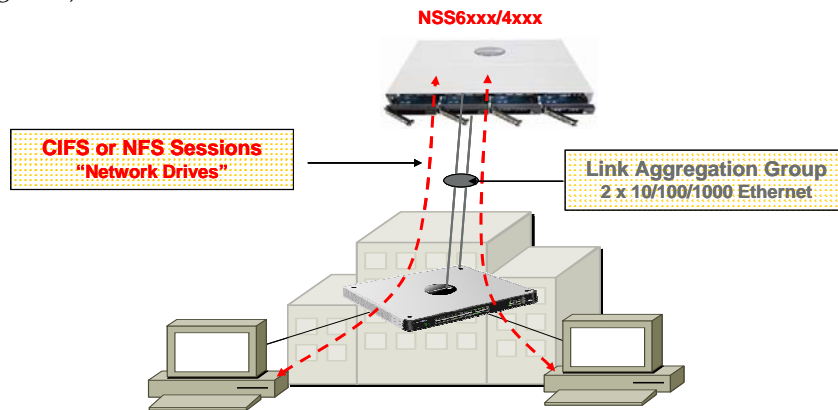 NSS6xxx/4xxx
CIFS or NFS Sessions
“Network Drives”
Link Aggregation Group
2 x 10/100/1000 Ethernet